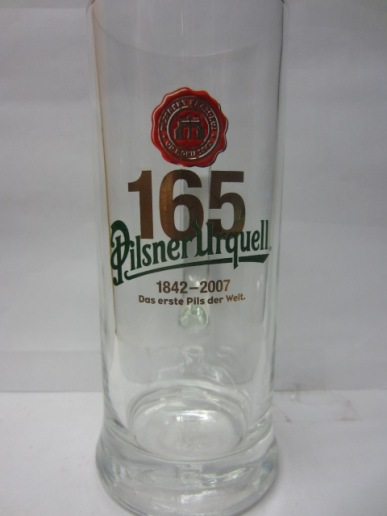 165
Pilsner Urquell
1842–2007
Das erste Pils der Welt.